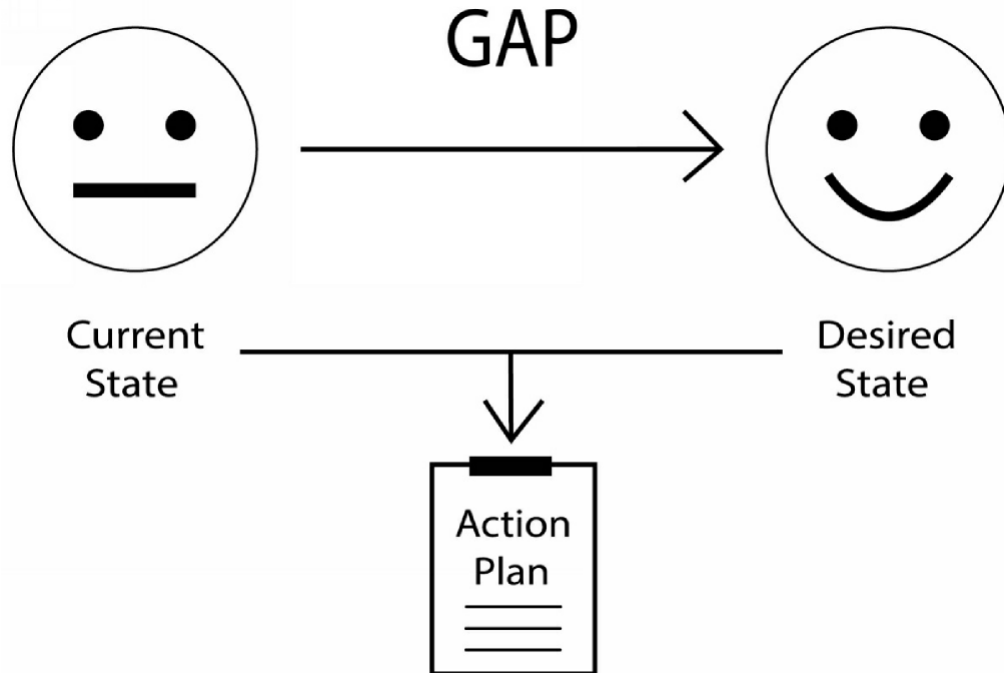 GAP
Current
State
Desired
State
Action
Plan